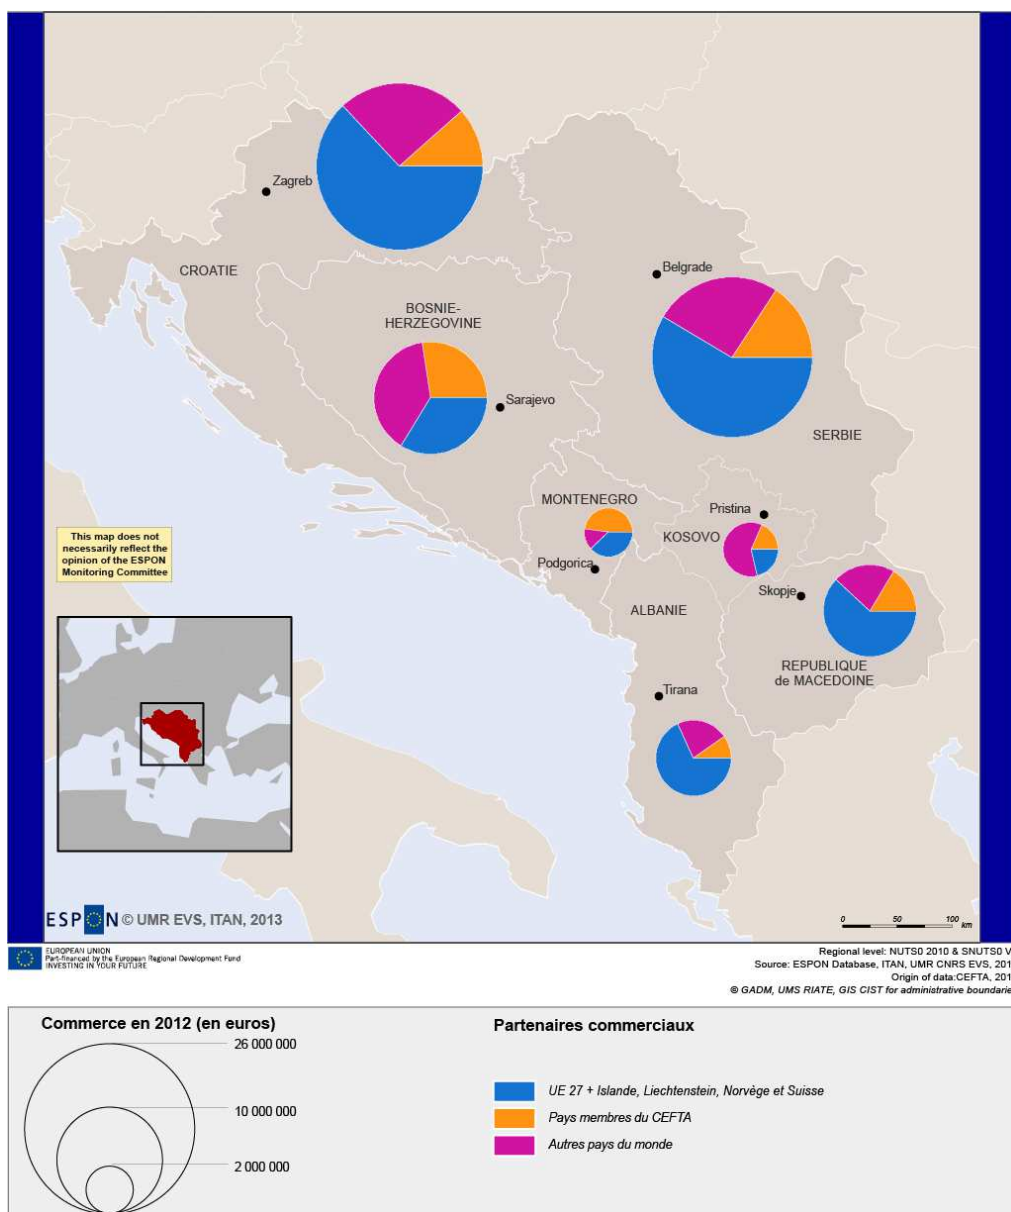 Zagreb
CROATIE
Belgrade
BOSNIE-
HERZEGOVINE
Sarajevo
SERBIE
MONTENEGRO
Pristina
KOSOVO
Podgorica
Skopje
ALBANIE
REPUBLIQUE
de MACEDOINE
Tirana
This map does not
necessarily reflect the
opinion of the ESPON
Monitoring Committee
ESPON © UMR EVS, ITAN, 2013
0 50 100
km
EUROPEAN UNION
Part-financed by the European Regional Development Fund
INVESTING IN YOUR FUTURE
Regional level: NUTS0 2010 & SNUTS0 V
Source: ESPON Database, ITAN, UMR CNRS EVS, 201
Origin of data:CEFTA, 201
© GADM, UMS RIATE, GIS CIST for administrative boundarie
Commerce en 2012 (en euros)
26 000 000
10 000 000
2 000 000
Partenaires commerciaux
UE 27 + Islande, Liechtenstein, Norvège et Suisse
Pays membres du CEFTA
Autres pays du monde